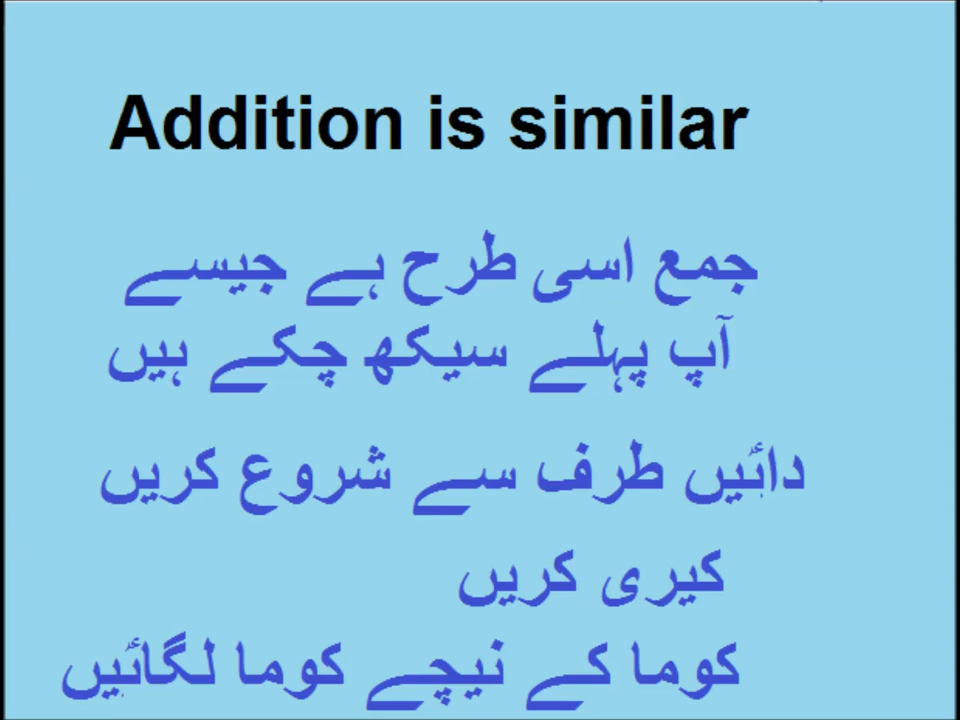 Addition is similar
جمع اسی طرح ہے جیسے
آپ پہلے سیکھ چکے ہیں
دائیں طرف سے شروع کریں
کیری کریں
کوما کے نیچے کوما لگائیں